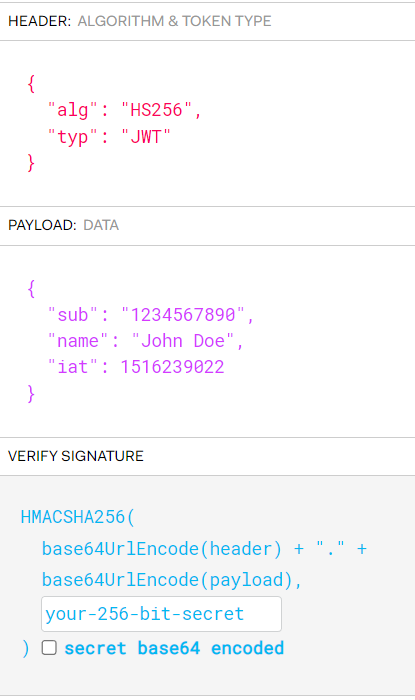 HEADER: ALGORITHM & TOKEN TYPE
{
"alg": "HS256",
"typ": "JWT"
}
PAYLOAD: DATA
{
"sub": "1234567890",
"name": "John Doe",
"iat": 1516239022
}
VERIFY SIGNATURE
HMACSHA256(
base64UrlEncode(header) + "." +
base64UrlEncode(payload),
your-256-bit-secret
) secret base64 encoded